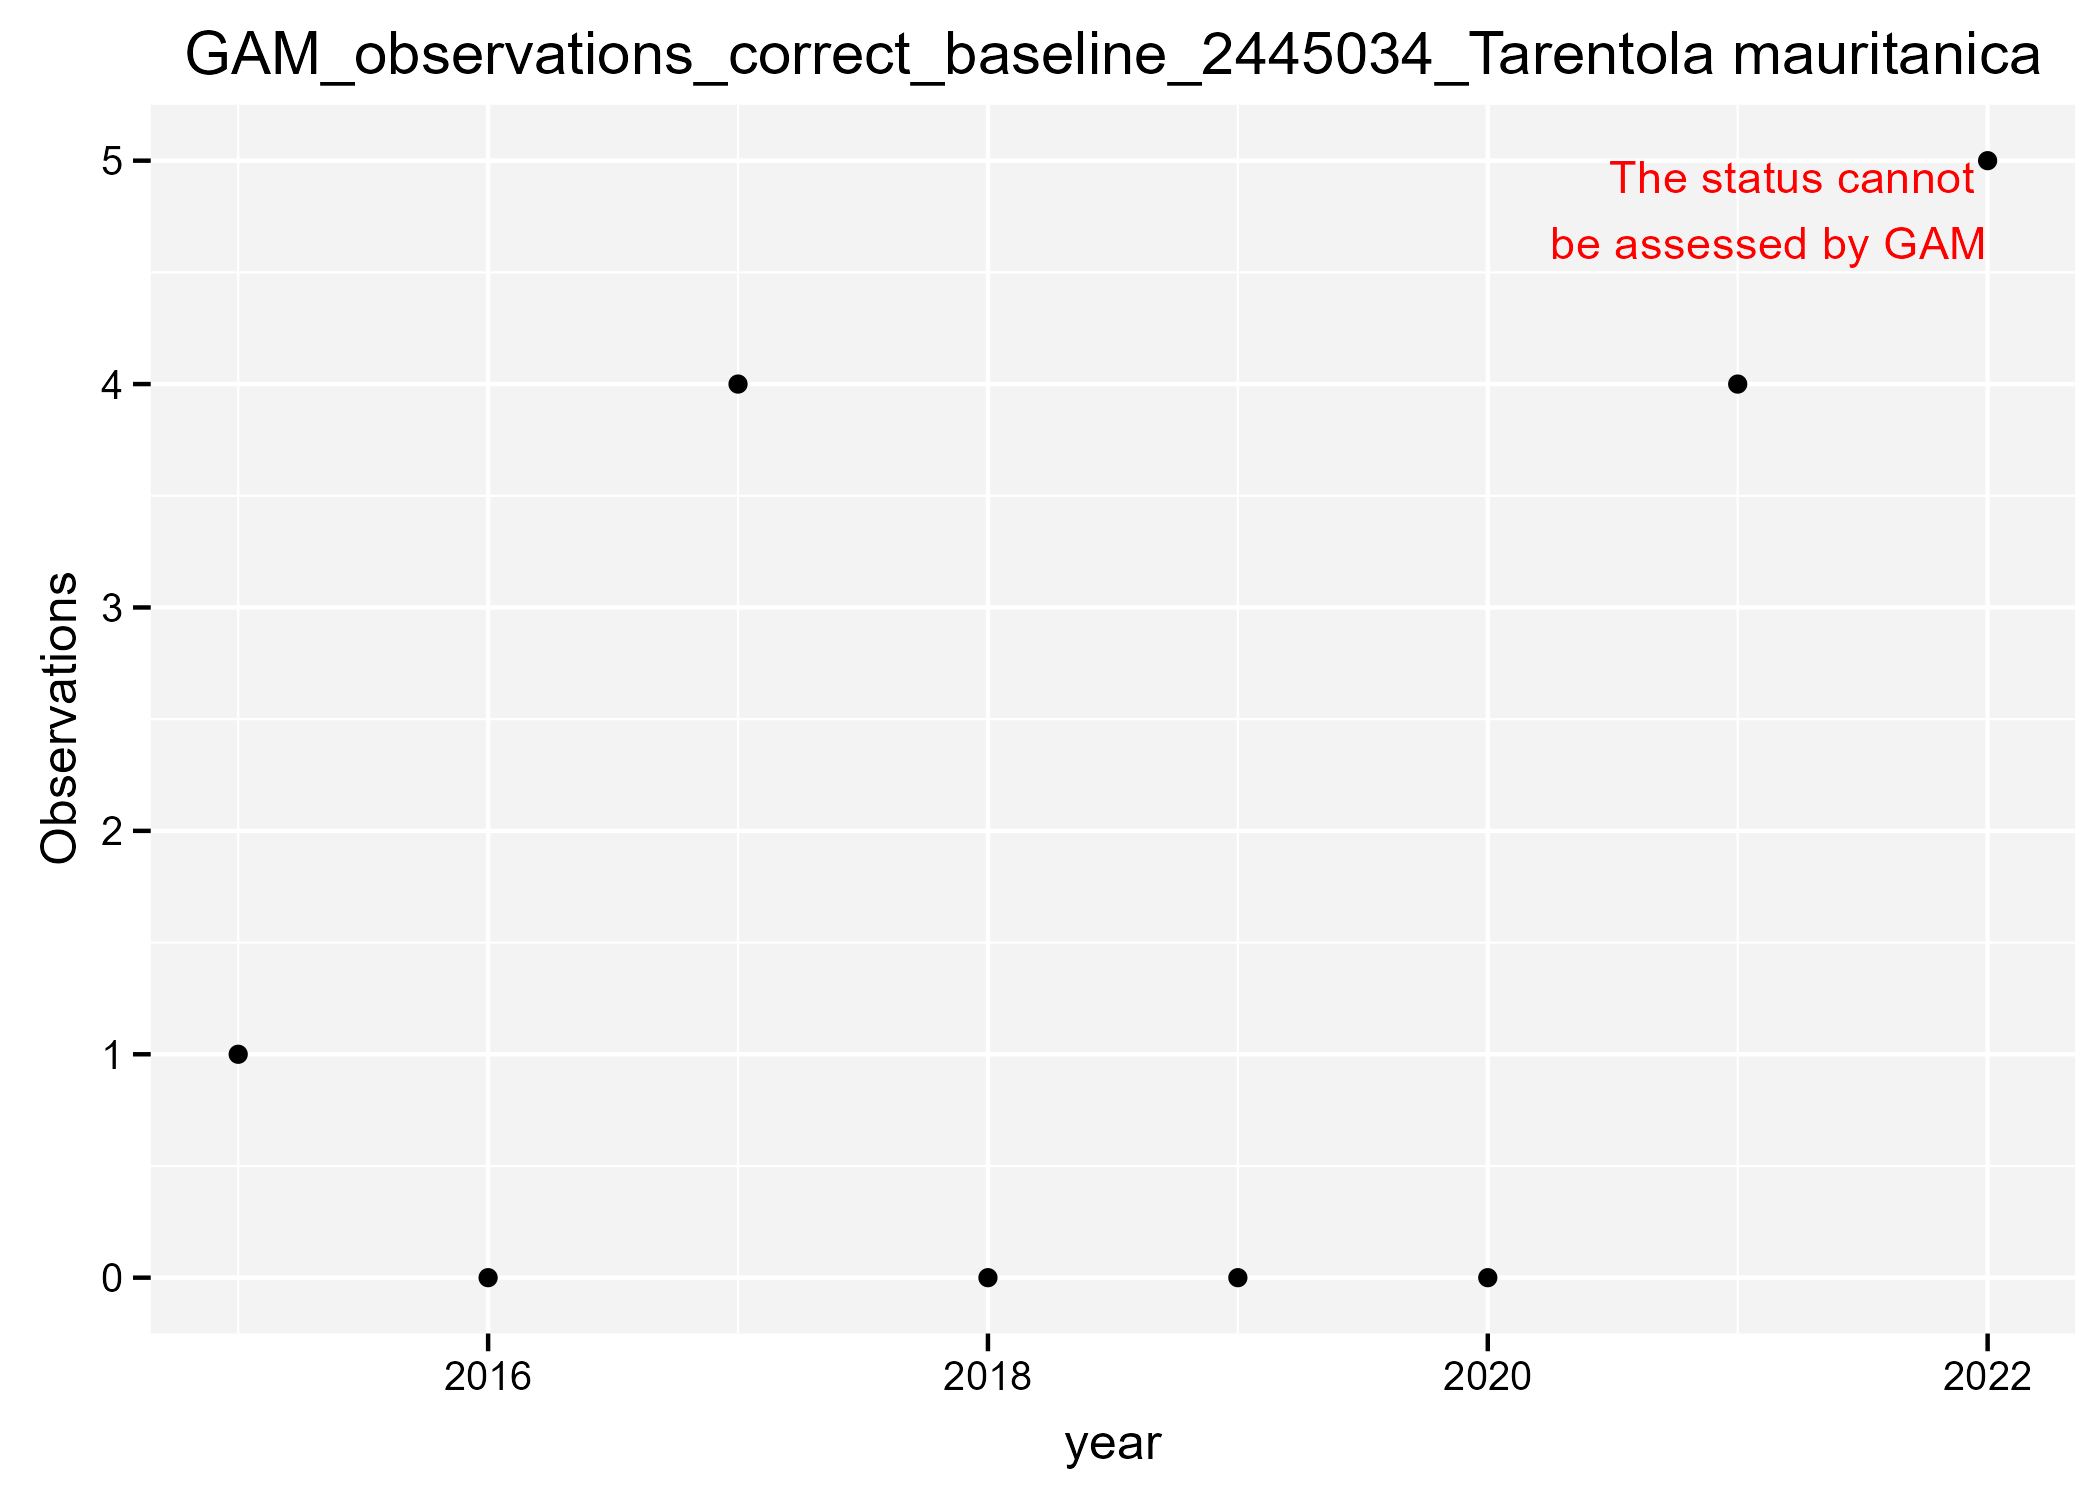 GAM_observations_correct_baseline_2445034_Tarentola mauritanica
5
The status cannot
be assessed by GAM
4
3
Observations
2
1
0
2016 2018 2020 2022
year